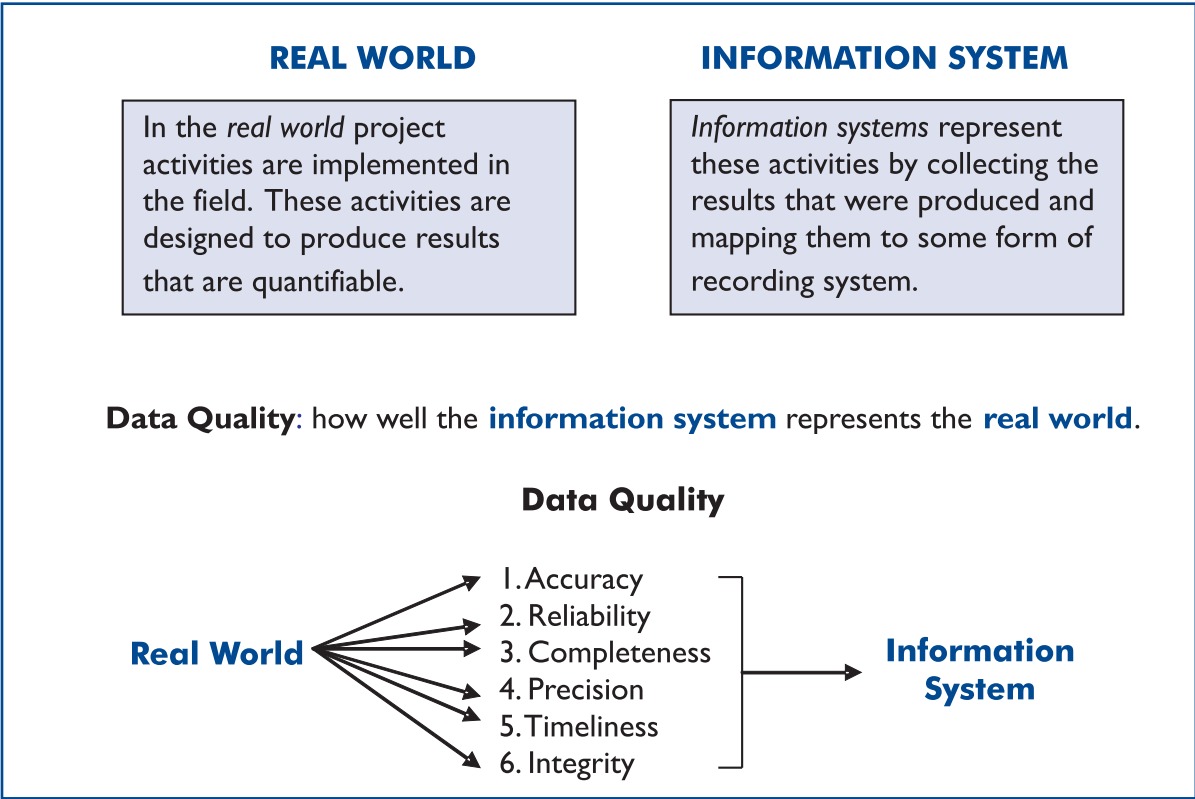 REAL WORLD
In the real world project
activities are implemented in
the field. These activities are
designed to produce results
that are quantifiable.
INFORMATION SYSTEM
Information systems represent
these activities by collecting the
results that were produced and
mapping them to some form of
recording system.
Data Quality: how well the information system represents the real world.
Data Quality
Real World
1. Accuracy
2. Reliability
3. Completeness
4. Precision
5. Timeliness
6. Integrity
Information
System